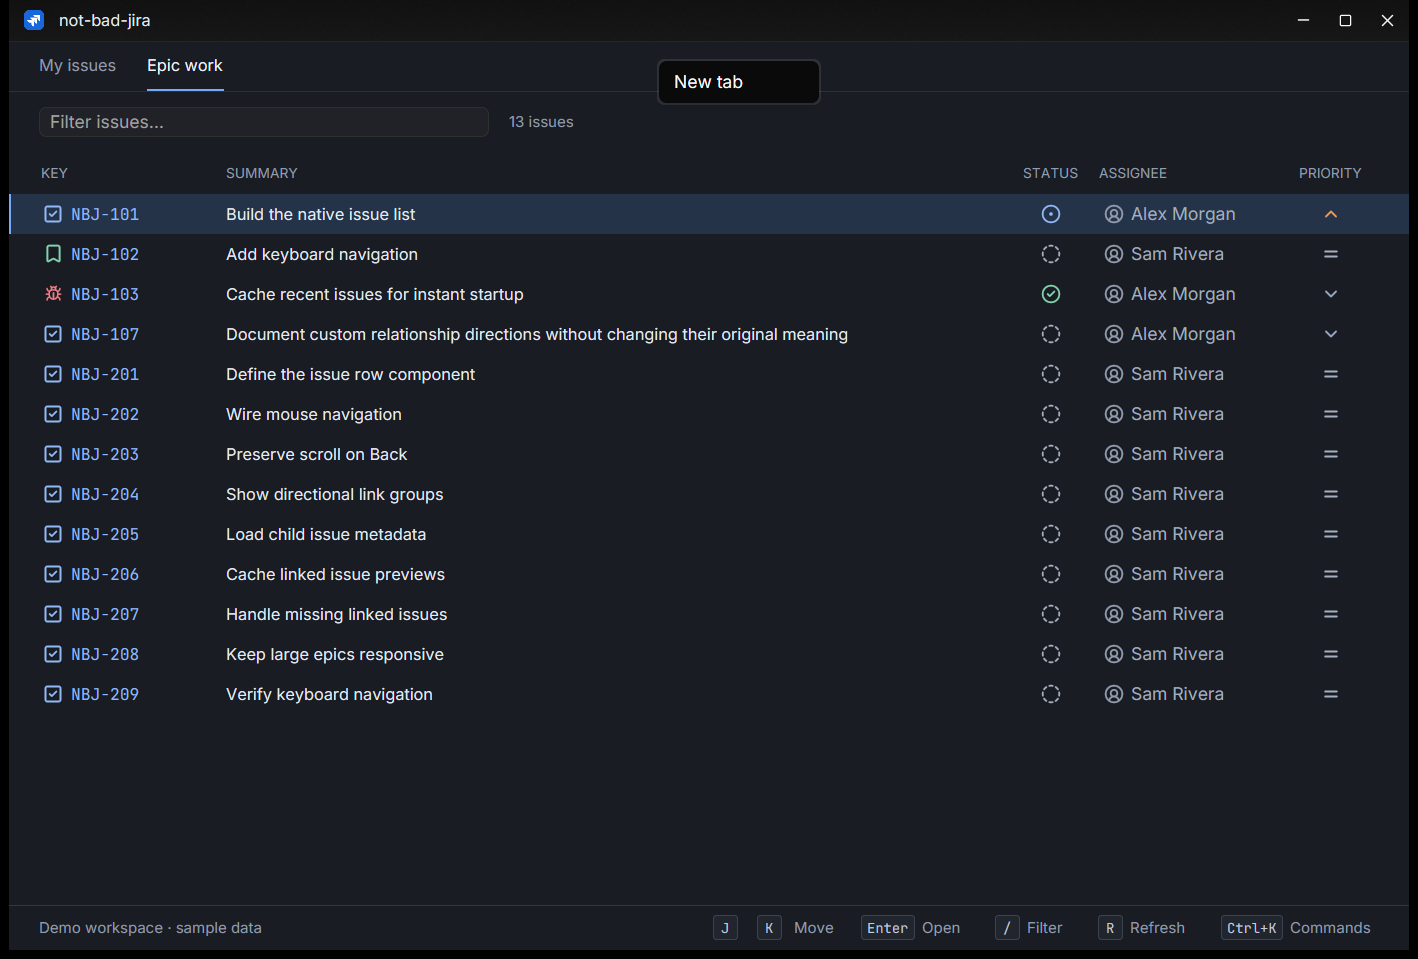 not-bad-jira
My issues Epic work
New tab
Filter issues... 13 issues
KEY SUMMARY STATUS ASSIGNEE PRIORITY
NBJ-101 Build the native issue list Alex Morgan
NBJ-102 Add keyboard navigation Sam Rivera
NBJ-103 Cache recent issues for instant startup Alex Morgan
NBJ-107 Document custom relationship directions without changing their original meaning Alex Morgan
NBJ-201 Define the issue row component Sam Rivera
NBJ-202 Wire mouse navigation Sam Rivera
NBJ-203 Preserve scroll on Back Sam Rivera
NBJ-204 Show directional link groups Sam Rivera
NBJ-205 Load child issue metadata Sam Rivera
NBJ-206 Cache linked issue previews Sam Rivera
NBJ-207 Handle missing linked issues Sam Rivera
NBJ-208 Keep large epics responsive Sam Rivera
NBJ-209 Verify keyboard navigation Sam Rivera
Demo workspace · sample data J K Move Enter Open / Filter R Refresh Ctrl+K Commands